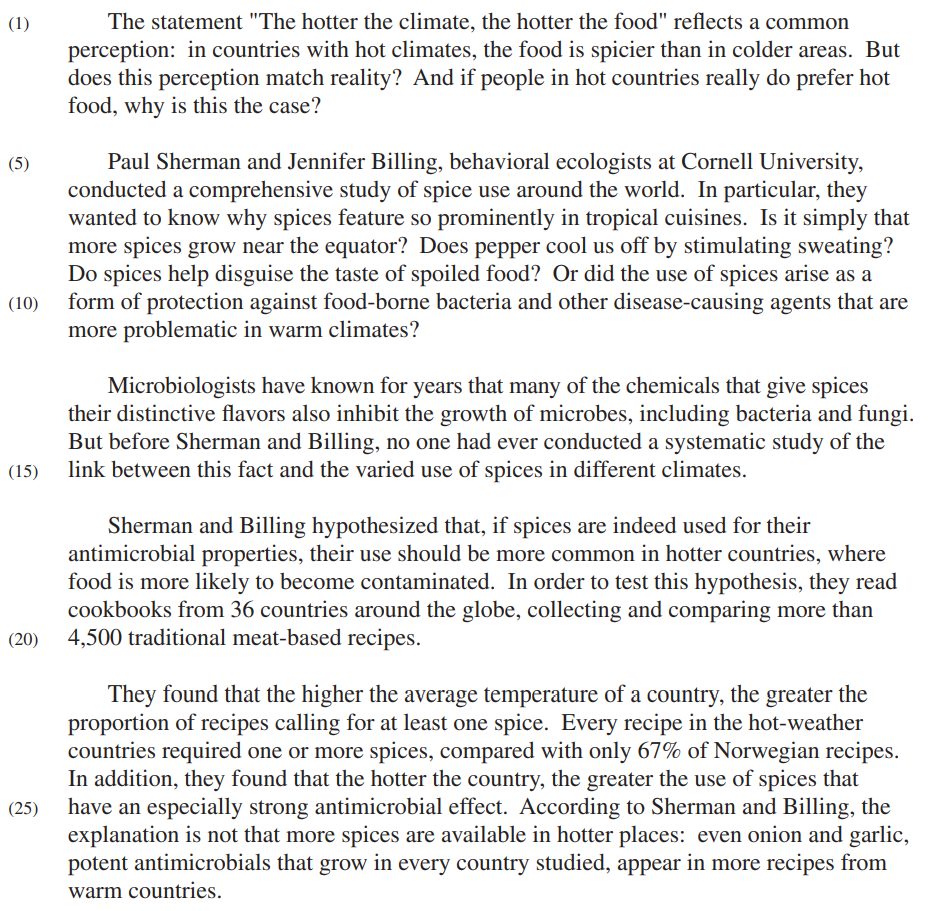 (1) The statement "The hotter the climate, the hotter the food" reflects a common
perception: in countries with hot climates, the food is spicier than in colder areas. But
does this perception match reality? And if people in hot countries really do prefer hot
food, why is this the case?
(5) Paul Sherman and Jennifer Billing, behavioral ecologists at Cornell University,
conducted a comprehensive study of spice use around the world. In particular, they
wanted to know why spices feature so prominently in tropical cuisines. Is it simply that
more spices grow near the equator? Does pepper cool us off by stimulating sweating?
Do spices help disguise the taste of spoiled food? Or did the use of spices arise as a
(10) form of protection against food-borne bacteria and other disease-causing agents that are
more problematic in warm climates?
Microbiologists have known for years that many of the chemicals that give spices
their distinctive flavors also inhibit the growth of microbes, including bacteria and fungi.
But before Sherman and Billing, no one had ever conducted a systematic study of the
(15) link between this fact and the varied use of spices in different climates.
Sherman and Billing hypothesized that, if spices are indeed used for their
antimicrobial properties, their use should be more common in hotter countries, where
food is more likely to become contaminated. In order to test this hypothesis, they read
cookbooks from 36 countries around the globe, collecting and comparing more than
(20) 4,500 traditional meat-based recipes.
They found that the higher the average temperature of a country, the greater the
proportion of recipes calling for at least one spice. Every recipe in the hot-weather
countries required one or more spices, compared with only 67% of Norwegian recipes.
In addition, they found that the hotter the country, the greater the use of spices that
(25) have an especially strong antimicrobial effect. According to Sherman and Billing, the
explanation is not that more spices are available in hotter places: even onion and garlic,
potent antimicrobials that grow in every country studied, appear in more recipes from
warm countries.